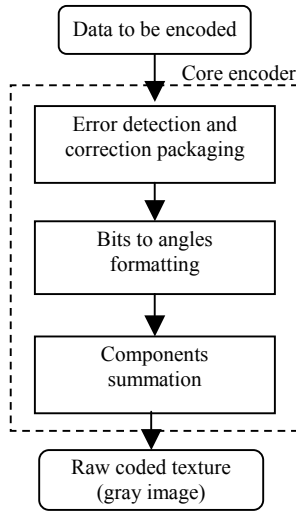 Data to be encoded
Core encoder
Error detection and
correction packaging
Bits to angles
formatting
Components
summation
Raw coded texture
(gray image)